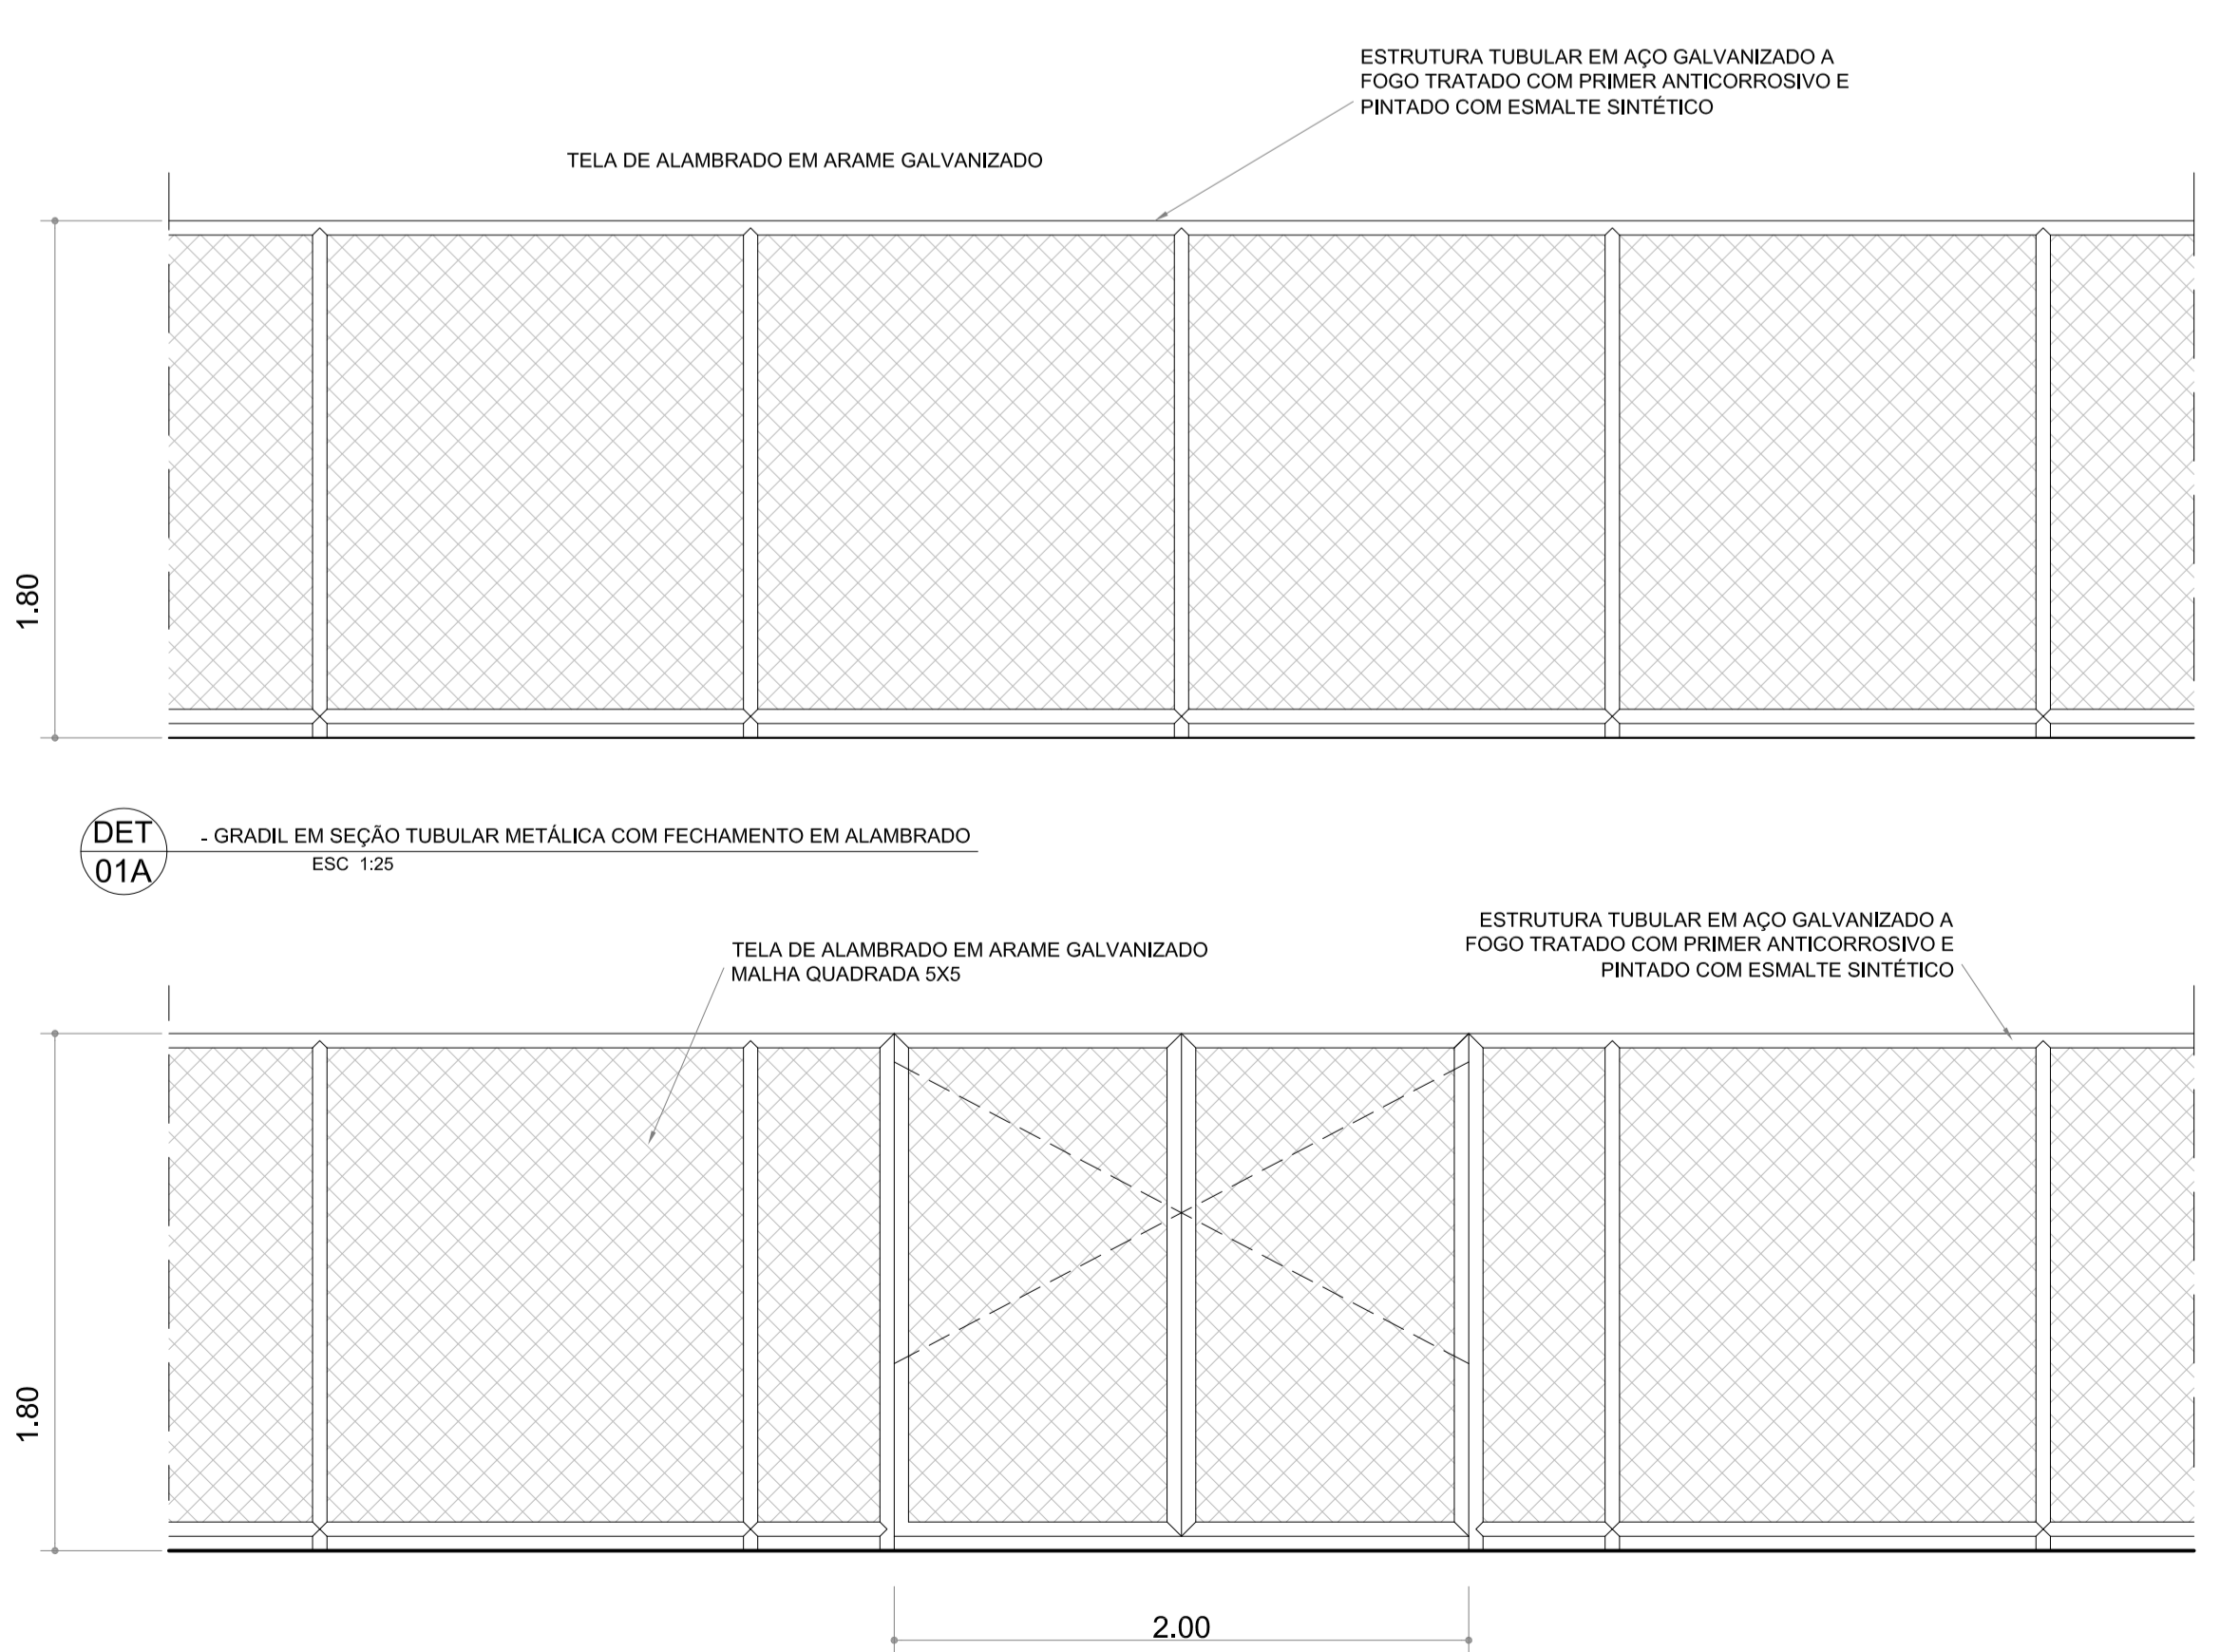 ESTRUTURA TUBULAR EM AÇO GALVANIZADO A
FOGO TRATADO COM PRIMER ANTICORROSIVO E
PINTADO COM ESMALTE SINTÉTICO
TELA DE ALAMBRADO EM ARAME GALVANIZADO
1.80
DET
01A
- GRADIL EM SEÇÃO TUBULAR METÁLICA COM FECHAMENTO EM ALAMBRADO
ESC 1:25
ESTRUTURA TUBULAR EM AÇO GALVANIZADO A
FOGO TRATADO COM PRIMER ANTICORROSIVO E
PINTADO COM ESMALTE SINTÉTICO
TELA DE ALAMBRADO EM ARAME GALVANIZADO
MALHA QUADRADA 5X5
1.80
2.00